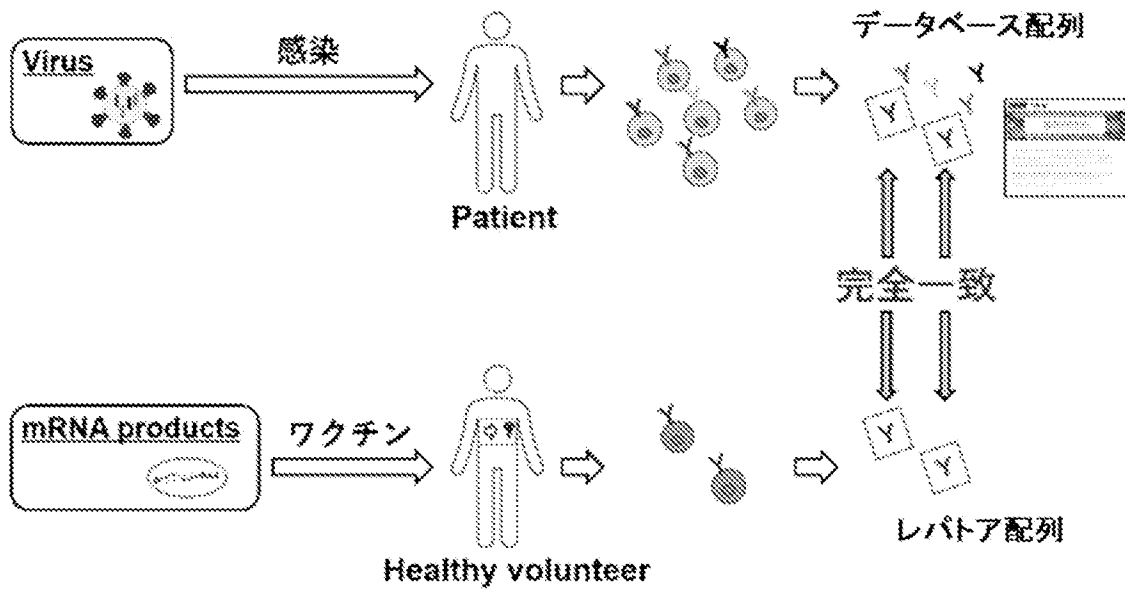 データベース配列
Virus
感染
Patient
完全一致
mRNA products
ワクチン
レパトア配列
Healthy volunteer